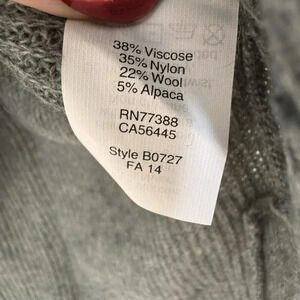 38% Viscose
35% Nylon
22% Wool
5% Alpaca
RN77388
CA56445
Style B0727
FA 14